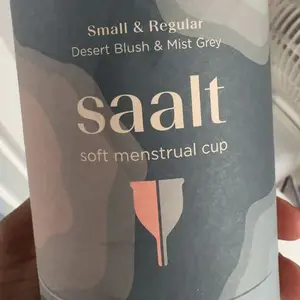 Small & Regular
Desert Blush & Mist Grey
saalt
soft menstrual cup